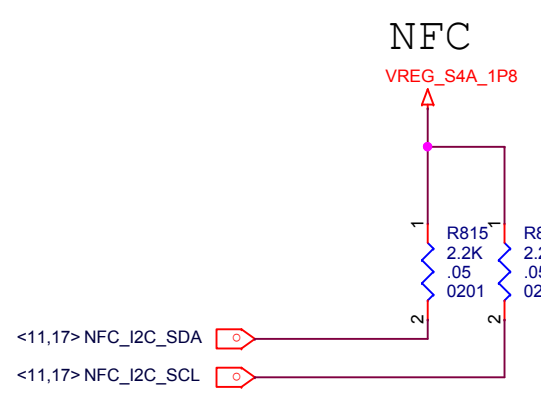 NFC
VREG_S4A_1P8
1
1
R815
2.2K
.05
0201
2
2
<11,17> NFC_I2C_SDA
<11,17> NFC_I2C_SCL